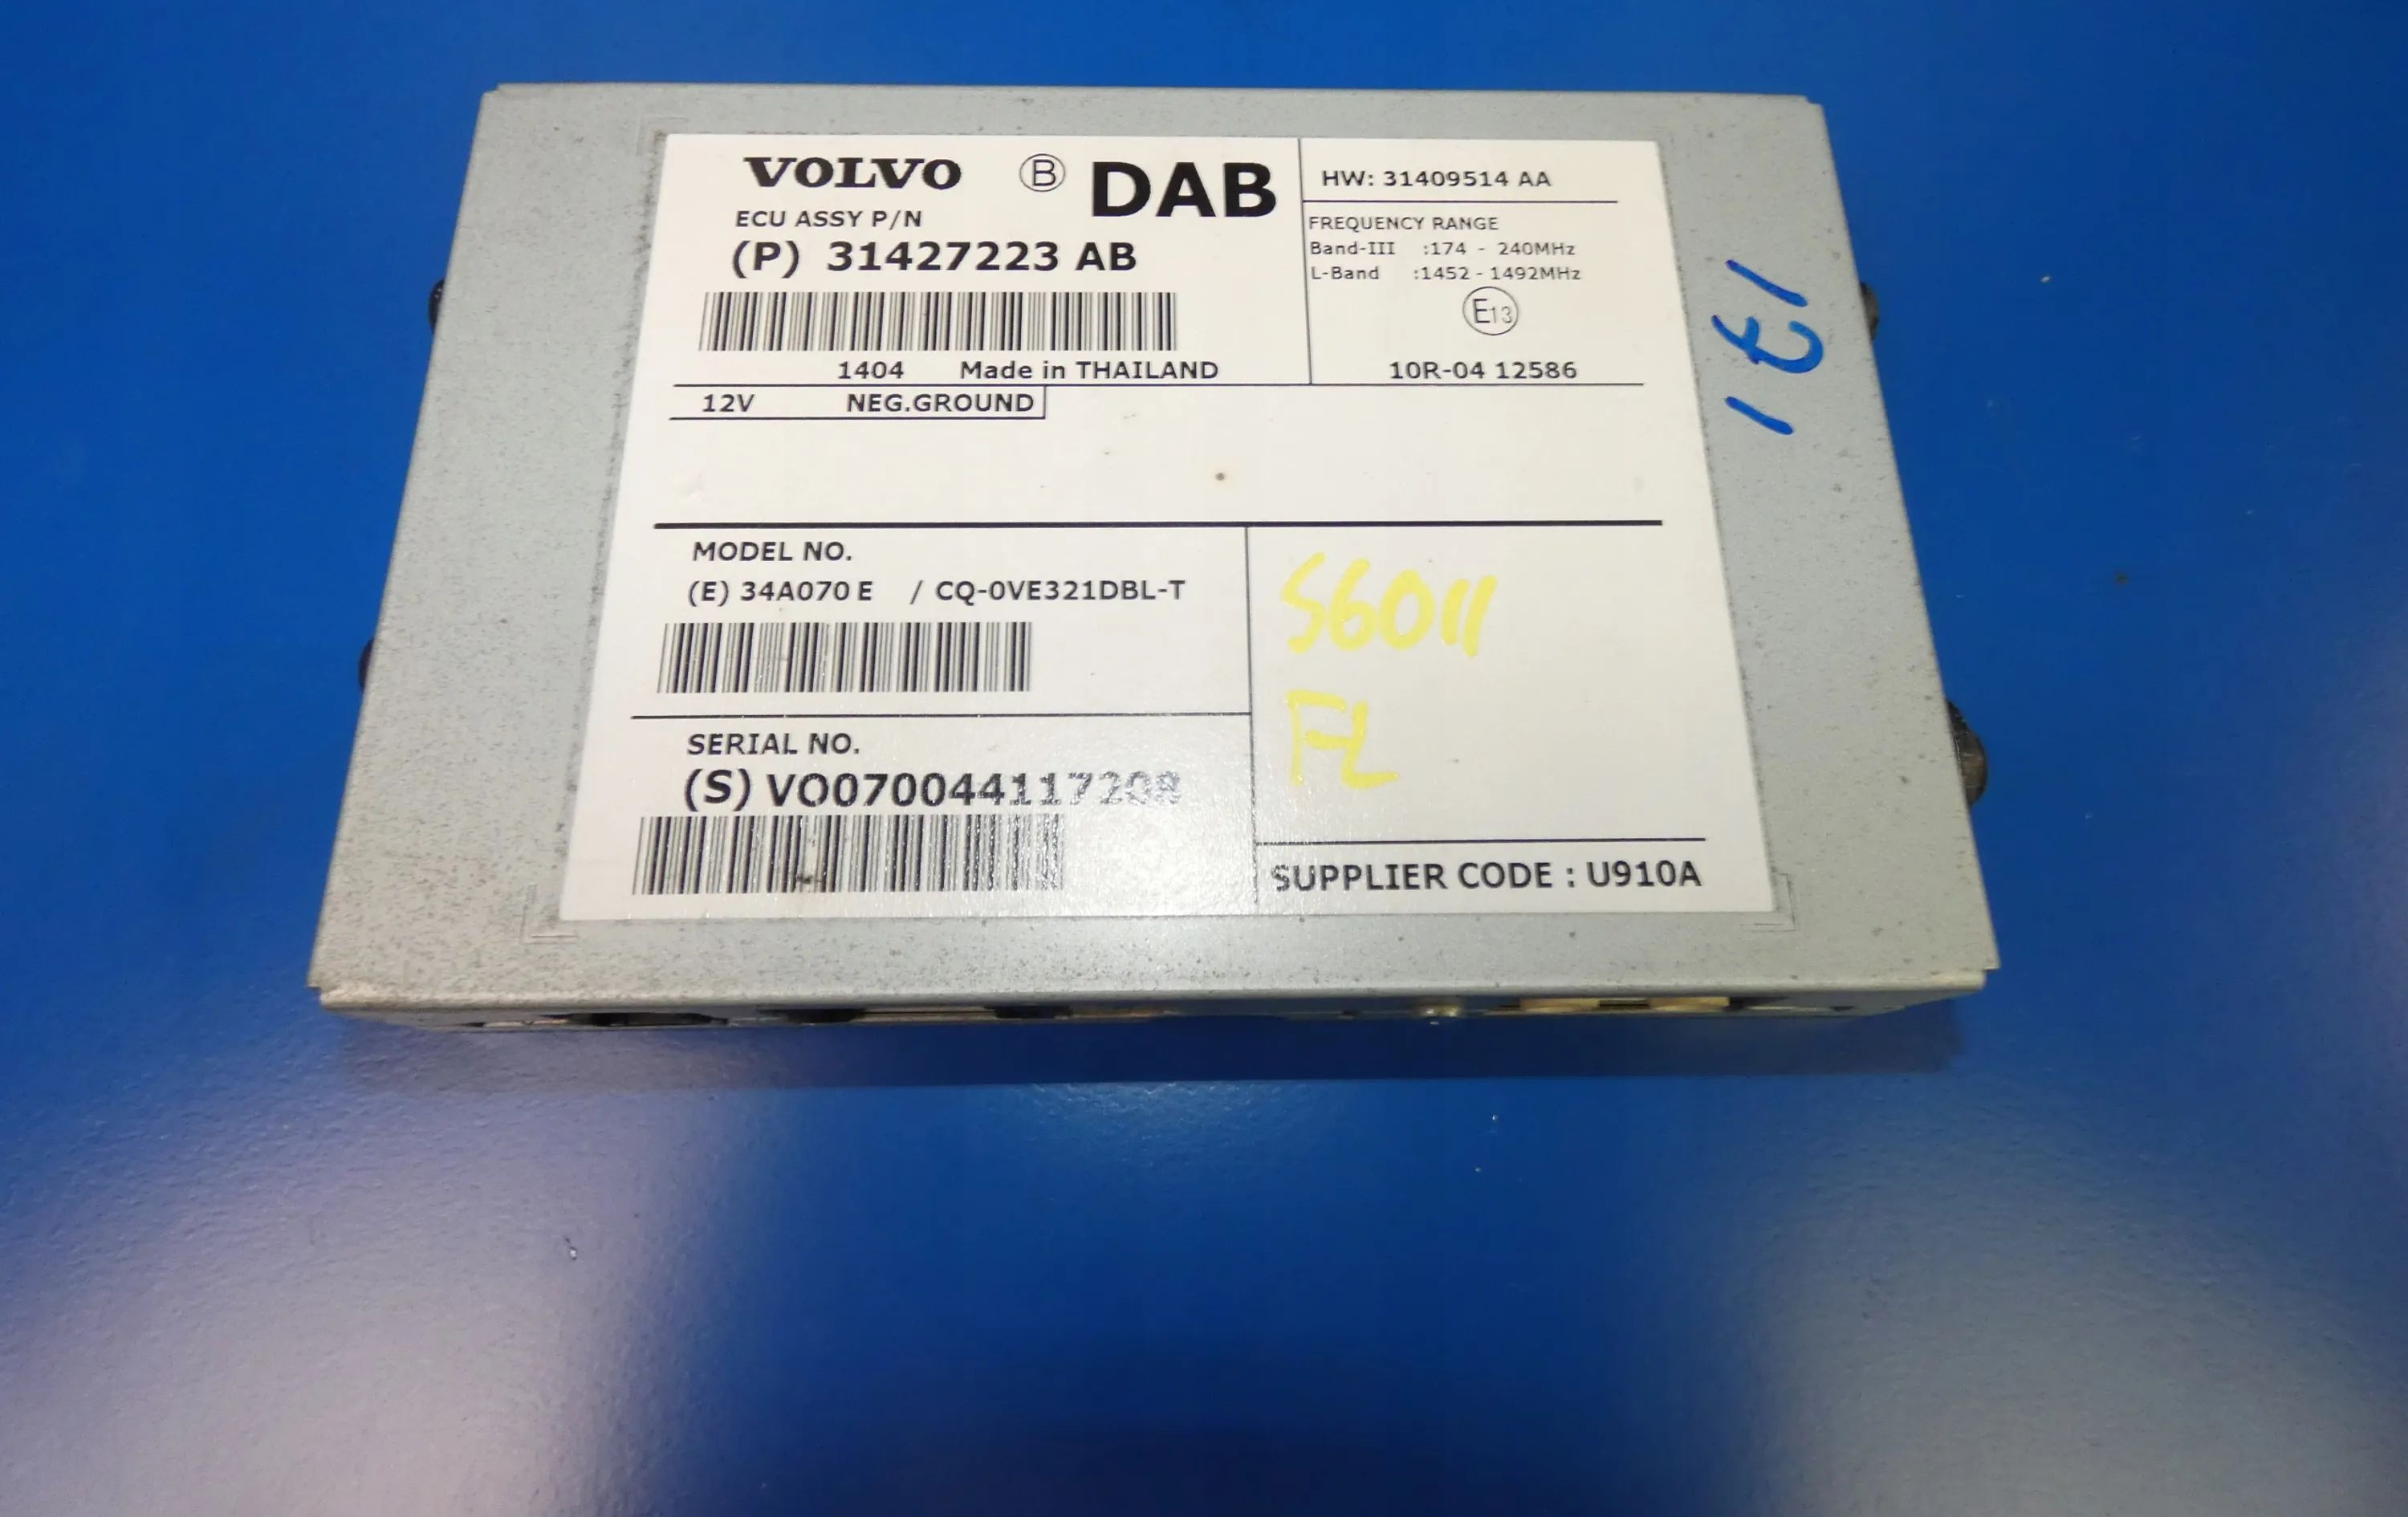 VOLVO Ⓑ DAB
ECU ASSY P/N
(P) 31427223 AB
1404 Made in THAILAND
12V NEG.GROUND
HW: 31409514 AA
FREQUENCY RANGE
Band-III :174 - 240MHz
L-Band :1452 - 1492MHz
E13
10R-04 12586
MODEL NO.
(E) 34A070 E / CQ-0VE321DBL-T
SERIAL NO.
(S) VO070044117208
S6011
FL
SUPPLIER CODE : U910A